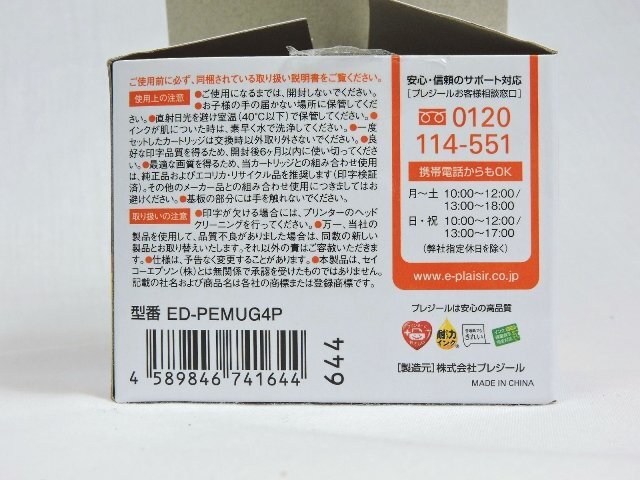 ご使用前に必ず、同梱されている取り扱い説明書をご覧ください。
使用上の注意 ●ご使用になるまでは、開封しないでください。
●お子様の手の届かない場所に保管してください。
●直射日光を避け室温(40℃以下)で保管してください。●
インクが肌についた時は、素早く水で洗浄してください。●一度
セットしたカートリッジは交換時以外取り外さないでください。●良
好な印字品質を得るため、開封後6ヶ月以内に使い切ってくださ
い。●最適な画質を得るため、当カートリッジとの組み合わせ使用
は、純正品およびエコリカ・リサイクル品を推奨します(印字検証
済)。その他のメーカー品との組み合わせ使用につきましてはお
避けください。●基板の部分には手を触れないでください。
取り扱いの注意 ●印字が欠ける場合には、プリンターのヘッド
クリーニングを行ってください。●万一、当社の
製品を使用して、品質不良がありました場合は、同数の新しい
製品とお取り替えいたします。それ以外の責はご容赦いただきま
す。●仕様は、予告なく変更することがあります。●本製品は、セイ
コーエプソン(株)とは無関係で承認を受けたものではありません。
記載の社名および商品名は各社の商標または登録商標です。
型番 ED-PEMUG4P
4 589846 741644
644
安心・信頼のサポート対応
[プレジールお客様相談窓口]
0120
114-551
携帯電話からもOK
月～土 10:00～12:00/
13:00～18:00
日・祝 10:00～12:00/
13:00～17:00
(弊社指定休日を除く)
www.e-plaisir.co.jp
プレジールは安心の高品質
耐力
インク
きれい
[製造元]株式会社プレジール
MADE IN CHINA